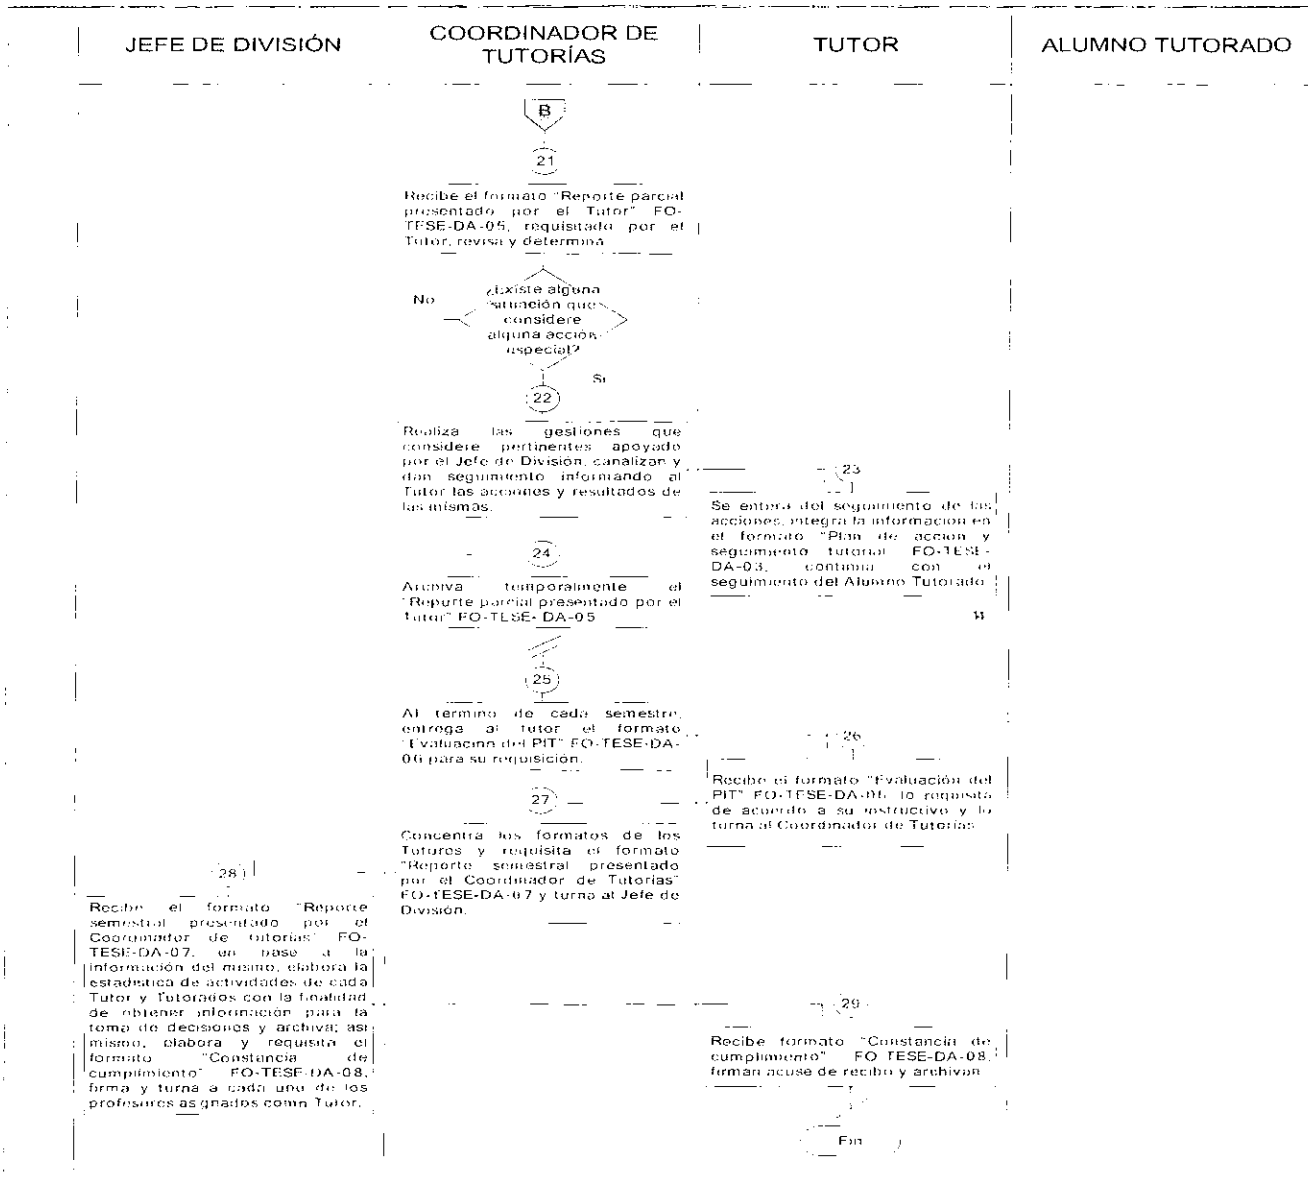 JEFE DE DIVISIÓN
COORDINADOR DE
TUTORÍAS
TUTOR
ALUMNO TUTORADO
B
21
Recibe el formato "Reporte parcial
presentado por el Tutor" FO-
TESE-DA-05, requisitado por el
Tutor, revisa y determina
¿Existe alguna
situación que
considere
alguna acción
especial?
No
Si
22
Realiza las gestiones que
considere pertinentes apoyado
por el Jefe de División, canalizan y
dan seguimiento informando al
Tutor las acciones y resultados de
las mismas.
23
Se entera del seguimiento de las
acciones, integra la información en
el formato "Plan de acción y
seguimiento tutorial FO-TESE-
DA-03, continúa con el
seguimiento del Alumno Tutorado
24
Archiva temporalmente el
"Reporte parcial presentado por el
Tutor" FO-TESE- DA-05
25
Al término de cada semestre,
entrega al tutor el formato
"Evaluación del PIT" FO-TESE-DA-
06 para su requisición.
26
Recibe el formato "Evaluación del
PIT" FO-TESE-DA-06, lo requisita
de acuerdo a su instructivo y lo
turna al Coordinador de Tutorías
27
Concentra los formatos de los
Tutores y requisita el formato
"Reporte semestral presentado
por el Coordinador de Tutorías"
FO-TESE-DA-07 y turna al Jefe de
División.
28
Recibe el formato "Reporte
semestral presentado por el
Coordinador de tutorías" FO-
TESE-DA-07, en base a la
información del mismo, elabora la
estadística de actividades de cada
Tutor y Tutorados con la finalidad
de obtener información para la
toma de decisiones y archiva; así
mismo, elabora y requisita el
formato "Constancia de
cumplimiento" FO-TESE-DA-08,
firma y turna a cada uno de los
profesores asignados como Tutor.
29
Recibe formato "Constancia de
cumplimiento" FO TESE-DA-08,
firman acuse de recibo y archivan
Fin